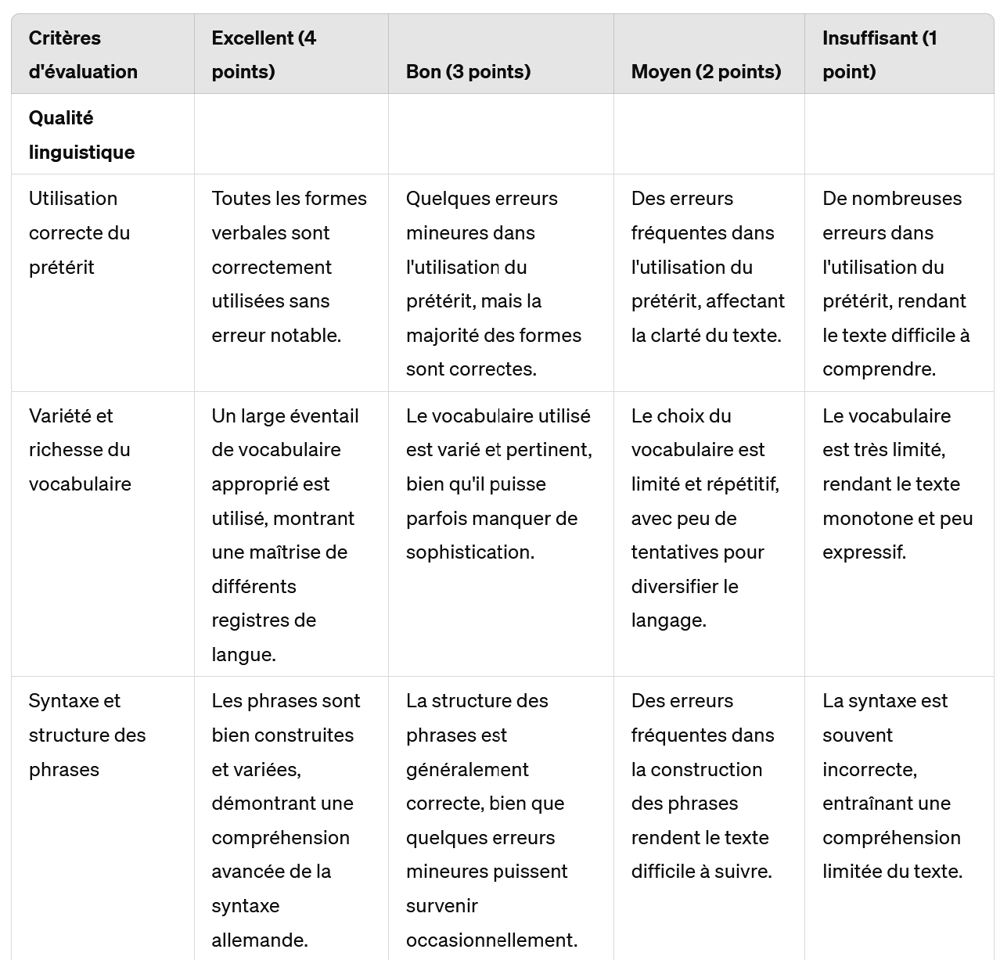 Critères
d'évaluation
Excellent (4
points)
Bon (3 points)
Moyen (2 points)
Insuffisant (1
point)
Qualité
linguistique
Utilisation
correcte du
prétérit
Toutes les formes
verbales sont
correctement
utilisées sans
erreur notable.
Quelques erreurs
mineures dans
l'utilisation du
prétérit, mais la
majorité des formes
sont correctes.
Des erreurs
fréquentes dans
l'utilisation du
prétérit, affectant
la clarté du texte.
De nombreuses
erreurs dans
l'utilisation du
prétérit, rendant
le texte difficile à
comprendre.
Variété et
richesse du
vocabulaire
Un large éventail
de vocabulaire
approprié est
utilisé, montrant
une maîtrise de
différents
registres de
langue.
Le vocabulaire utilisé
est varié et pertinent,
bien qu'il puisse
parfois manquer de
sophistication.
Le choix du
vocabulaire est
limité et répétitif,
avec peu de
tentatives pour
diversifier le
langage.
Le vocabulaire
est très limité,
rendant le texte
monotone et peu
expressif.
Syntaxe et
structure des
phrases
Les phrases sont
bien construites
et variées,
démontrant une
compréhension
avancée de la
syntaxe
allemande.
La structure des
phrases est
généralement
correcte, bien que
quelques erreurs
mineures puissent
survenir
occasionnellement.
Des erreurs
fréquentes dans
la construction
des phrases
rendent le texte
difficile à suivre.
La syntaxe est
souvent
incorrecte,
entraînant une
compréhension
limitée du texte.